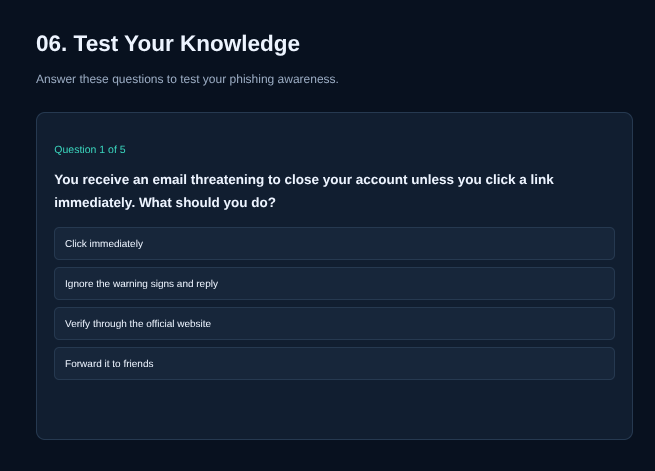 06. Test Your Knowledge
Answer these questions to test your phishing awareness.
Question 1 of 5
You receive an email threatening to close your account unless you click a link
immediately. What should you do?
Click immediately
Ignore the warning signs and reply
Verify through the official website
Forward it to friends